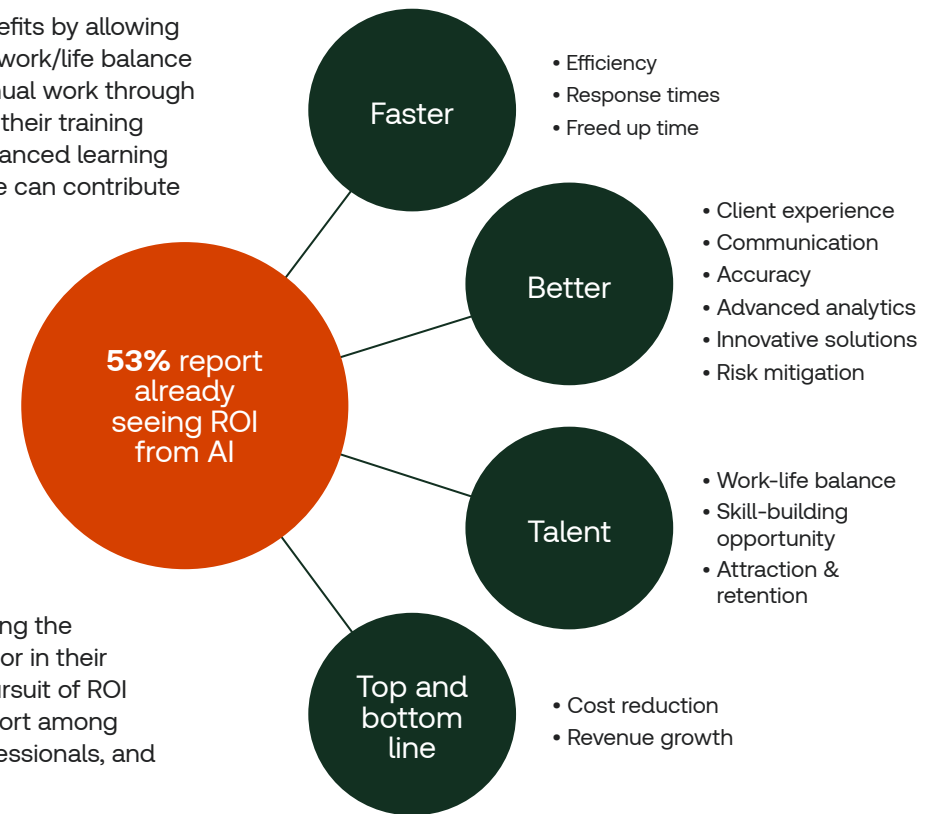 efits by allowing
work/life balance
nual work through
their training
anced learning
e can contribute
Faster
• Efficiency
• Response times
• Freed up time
Better
• Client experience
• Communication
• Accuracy
• Advanced analytics
• Innovative solutions
• Risk mitigation
53% report
already
seeing ROI
from AI
Talent
• Work-life balance
• Skill-building
opportunity
• Attraction &
retention
ing the
or in their
rsuit of ROI
ort among
essionals, and
Top and
bottom
line
• Cost reduction
• Revenue growth